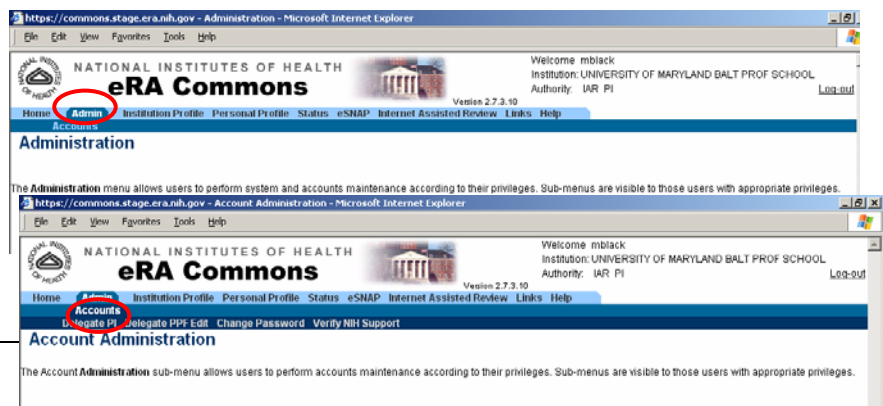 https://commons.stage.era.nih.gov - Administration - Microsoft Internet Explorer
File Edit View Favorites Tools Help
NATIONAL INSTITUTES OF HEALTH
eRA Commons
Version 2.7.3.10
Welcome mblack
Institution: UNIVERSITY OF MARYLAND BALT PROF SCHOOL
Authority: IAR PI
Log-out
Home Admin Institution Profile Personal Profile Status eSNAP Internet Assisted Review Links Help
Accounts
Administration
The Administration menu allows users to perform system and accounts maintenance according to their privileges. Sub-menus are visible to those users with appropriate privileges.
https://commons.stage.era.nih.gov - Account Administration - Microsoft Internet Explorer
File Edit View Favorites Tools Help
NATIONAL INSTITUTES OF HEALTH
eRA Commons
Version 2.7.3.10
Welcome mblack
Institution: UNIVERSITY OF MARYLAND BALT PROF SCHOOL
Authority: IAR PI
Log-out
Home Admin Institution Profile Personal Profile Status eSNAP Internet Assisted Review Links Help
Accounts
Delegate PI Delegate PPF Edit Change Password Verify NIH Support
Account Administration
The Account Administration sub-menu allows users to perform accounts maintenance according to their privileges. Sub-menus are visible to those users with appropriate privileges.